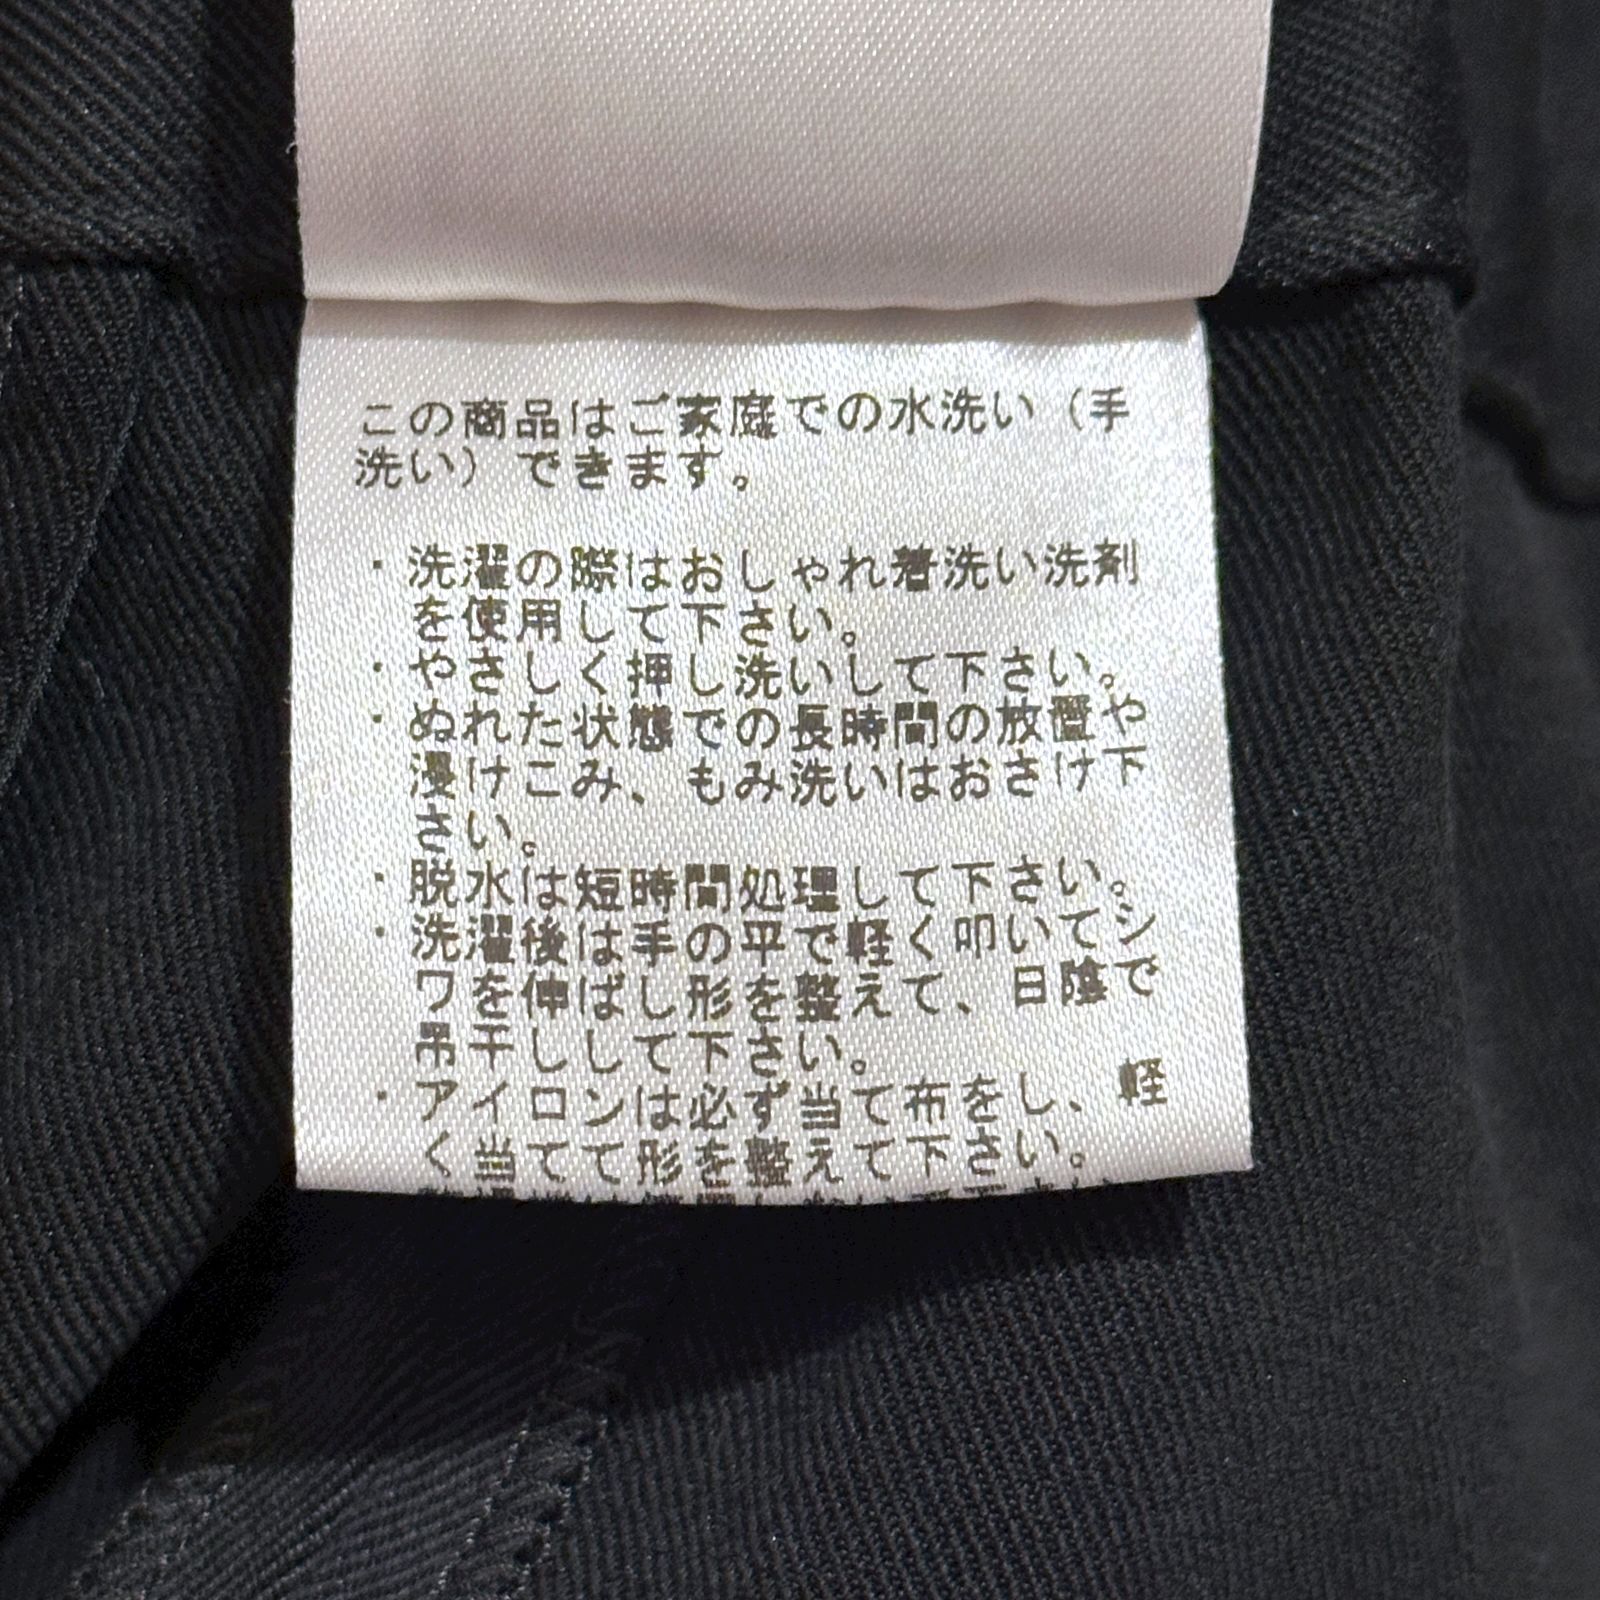 この商品はご家庭での水洗い（手
洗い）できます。
・洗濯の際はおしゃれ着洗い洗剤
を使用して下さい。
・やさしく押し洗いして下さい。
・ぬれた状態での長時間の放置や
浸けこみ、もみ洗いはおさけ下
さい。
・脱水は短時間処理して下さい。
・洗濯後は手の平で軽く叩いてシ
ワを伸ばし形を整えて、日陰で
吊干しして下さい。
・アイロンは必ず当て布をし、軽
く当てて形を整えて下さい。